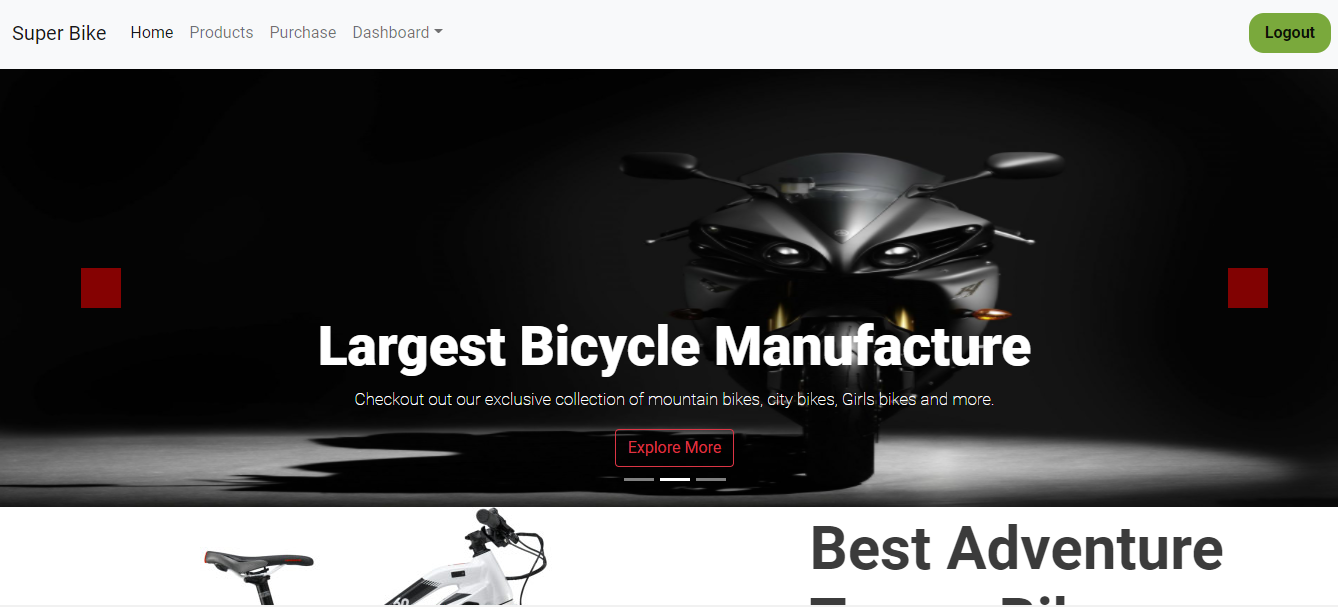 Super Bike Home Products Purchase Dashboard Logout
Largest Bicycle Manufacture
Checkout out our exclusive collection of mountain bikes, city bikes, Girls bikes and more.
Explore More
Best Adventure